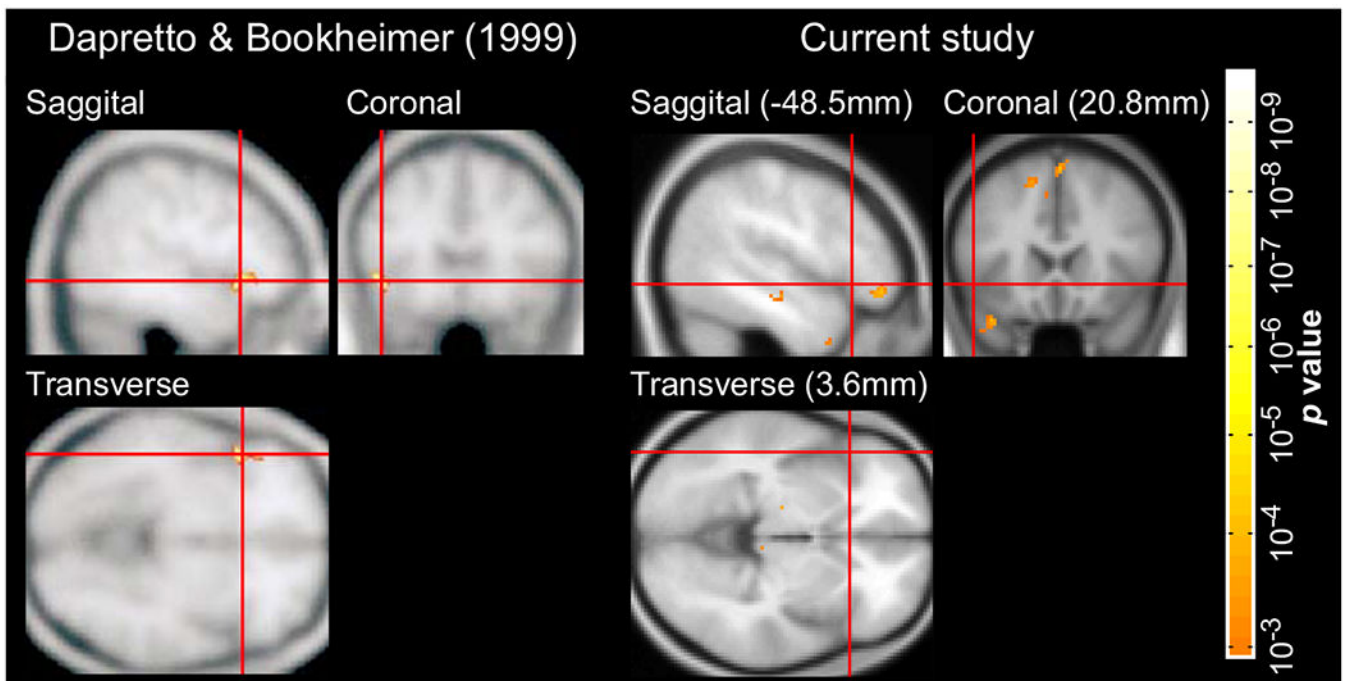 Dapretto & Bookheimer (1999)
Current study
Saggital
Coronal
Saggital (-48.5mm)
Coronal (20.8mm)
Transverse
Transverse (3.6mm)
10-9
10-8
10-7
10-6
10-5
10-4
10-3
p value